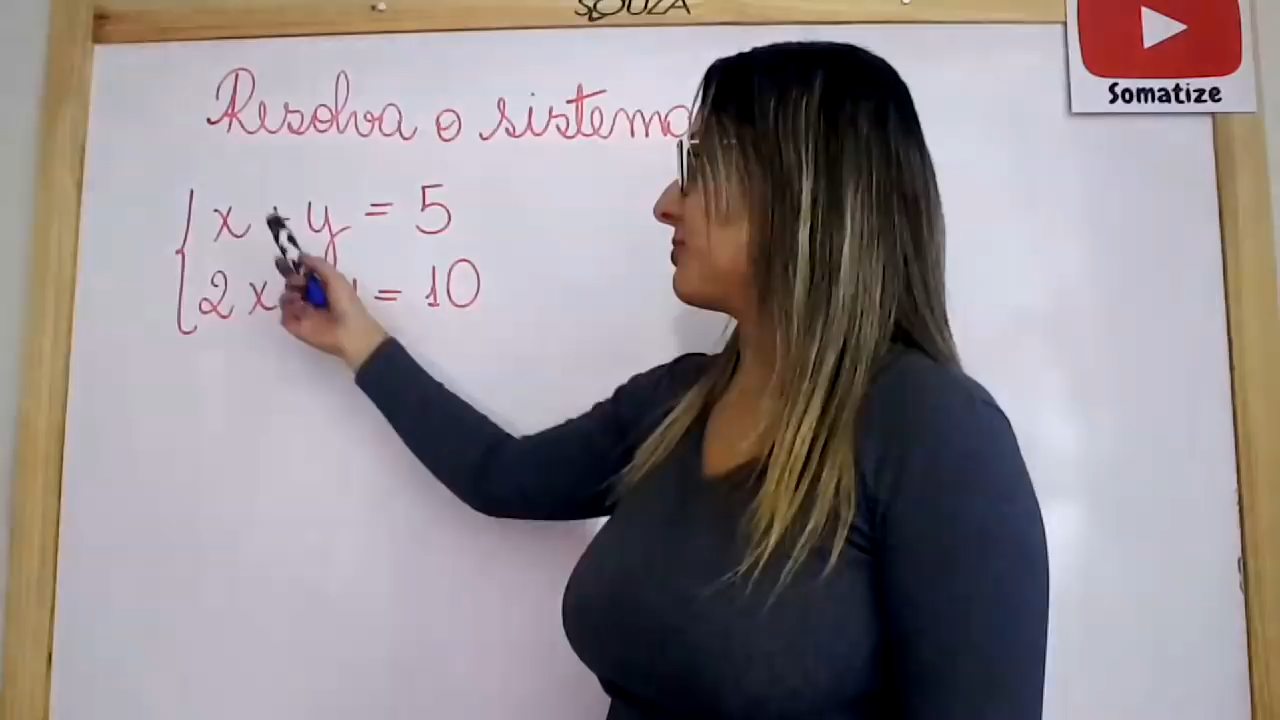 SOUZA
Somatize
Resolva o sistema
x + y = 5
2x y = 10